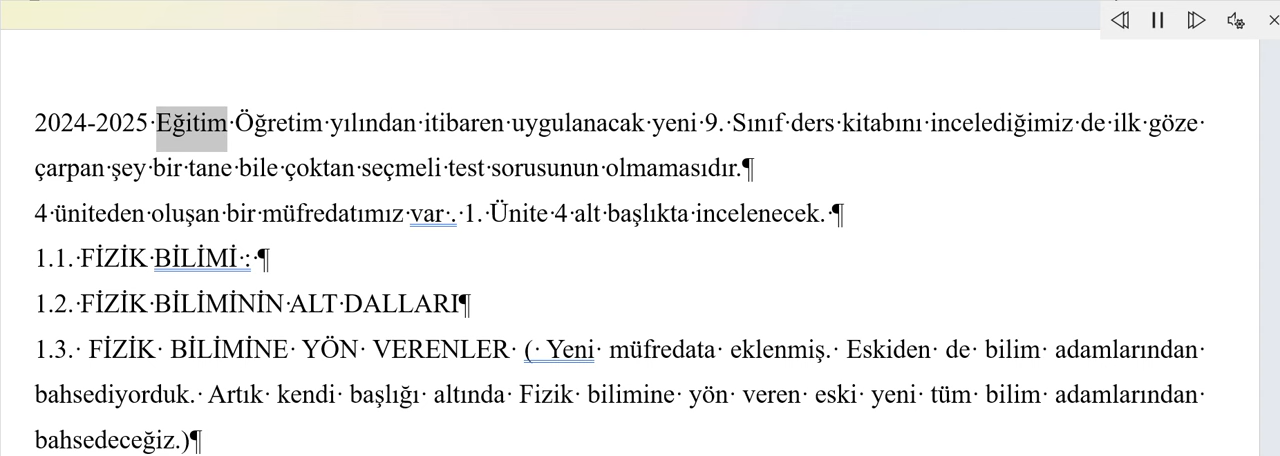 2024-2025 Eğitim Öğretim yılından itibaren uygulanacak yeni 9. Sınıf ders kitabını incelediğimiz de ilk göze
çarpan şey bir tane bile çoktan seçmeli test sorusunun olmamasıdır.¶
4 üniteden oluşan bir müfredatımız var . 1. Ünite 4 alt başlıkta incelenecek. ¶
1.1. FİZİK BİLİMİ : ¶
1.2. FİZİK BİLİMİNİN ALT DALLARI¶
1.3. FİZİK BİLİMİNE YÖN VERENLER ( Yeni müfredata eklenmiş. Eskiden de bilim adamlarından
bahsediyorduk. Artık kendi başlığı altında Fizik bilimine yön veren eski yeni tüm bilim adamlarından
bahsedeceğiz.)¶